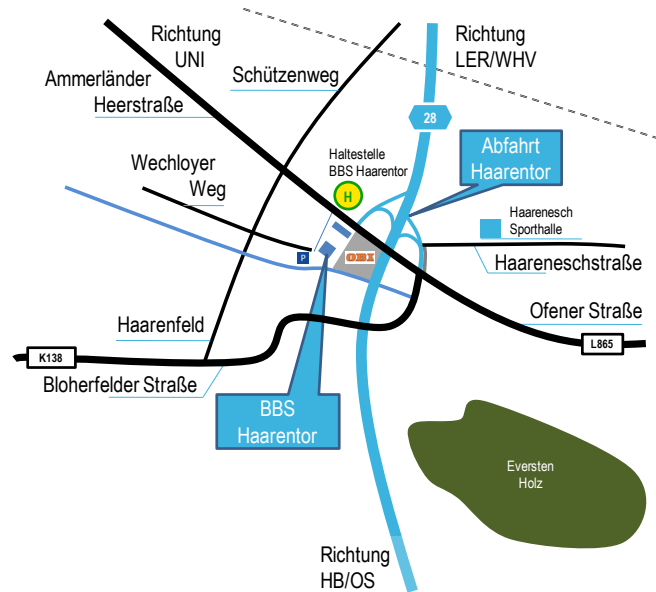 Richtung
UNI
Richtung
LER/WHV
Ammerländer
Heerstraße
Schützenweg
28
Abfahrt
Haarentor
Wechloyer
Weg
Haltestelle
BBS Haarentor
H
Haarenesch
Sporthalle
P
OBI
Haareneschstraße
Haarenfeld
Ofener Straße
K138
L865
Bloherfelder Straße
BBS
Haarentor
Eversten
Holz
Richtung
HB/OS